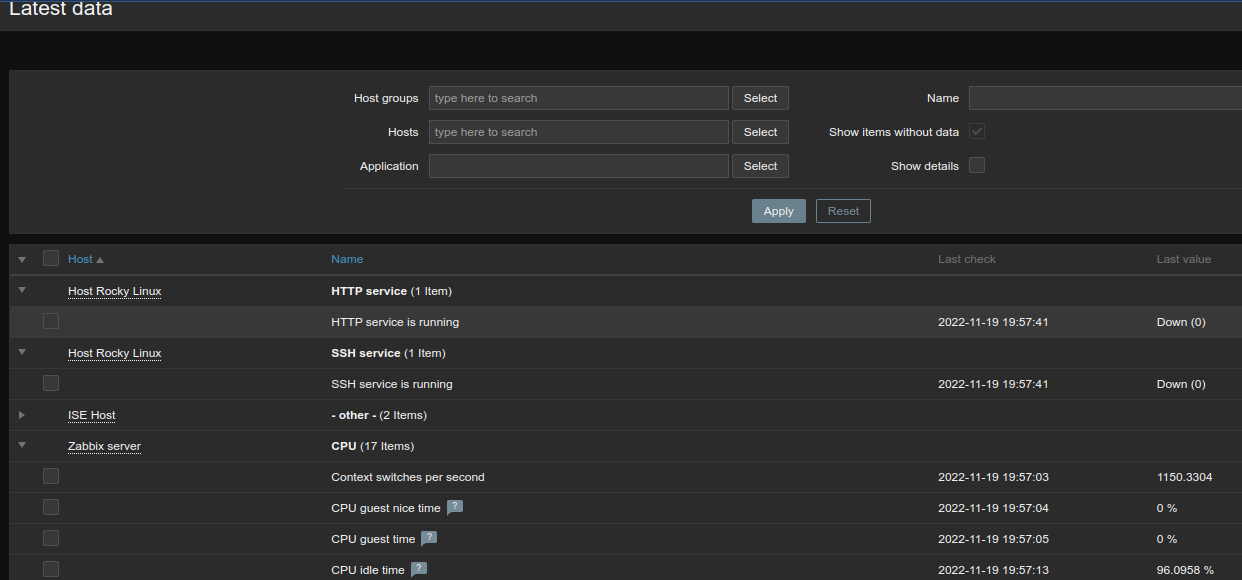 Latest data
Host groups type here to search Select Name
Hosts type here to search Select Show items without data
Application Select Show details
Apply Reset
Host Name Last check Last value
Host Rocky Linux HTTP service (1 Item)
HTTP service is running 2022-11-19 19:57:41 Down (0)
Host Rocky Linux SSH service (1 Item)
SSH service is running 2022-11-19 19:57:41 Down (0)
ISE Host - other - (2 Items)
Zabbix server CPU (17 Items)
Context switches per second 2022-11-19 19:57:03 1150.3304
CPU guest nice time ? 2022-11-19 19:57:04 0 %
CPU guest time ? 2022-11-19 19:57:05 0 %
CPU idle time ? 2022-11-19 19:57:13 96.0958 %